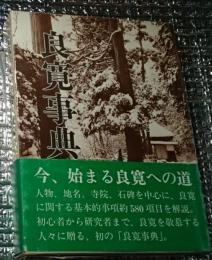 良寛事典
今、始まる良寛への道
人物、地名、寺院、石碑を中心に、良寛
に関する基本的事項約580項目を解説。
初心者から研究者まで、良寛を敬慕する
人々に贈る、初の「良寛事典」。